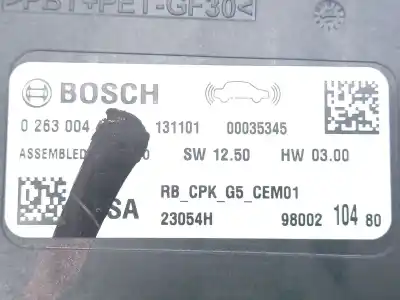 >PBT+PET-GF30<
BOSCH
0 263 004 131101 00035345
ASSEMBLED SW 12.50 HW 03.00
RB_CPK_G5_CEM01
23054H 98002 104 80